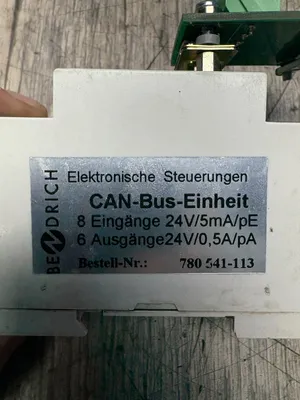 BENDRICH
Elektronische Steuerungen
CAN-Bus-Einheit
8 Eingänge 24V/5mA/pE
6 Ausgänge24V/0,5A/pA
Bestell-Nr.: 780 541-113